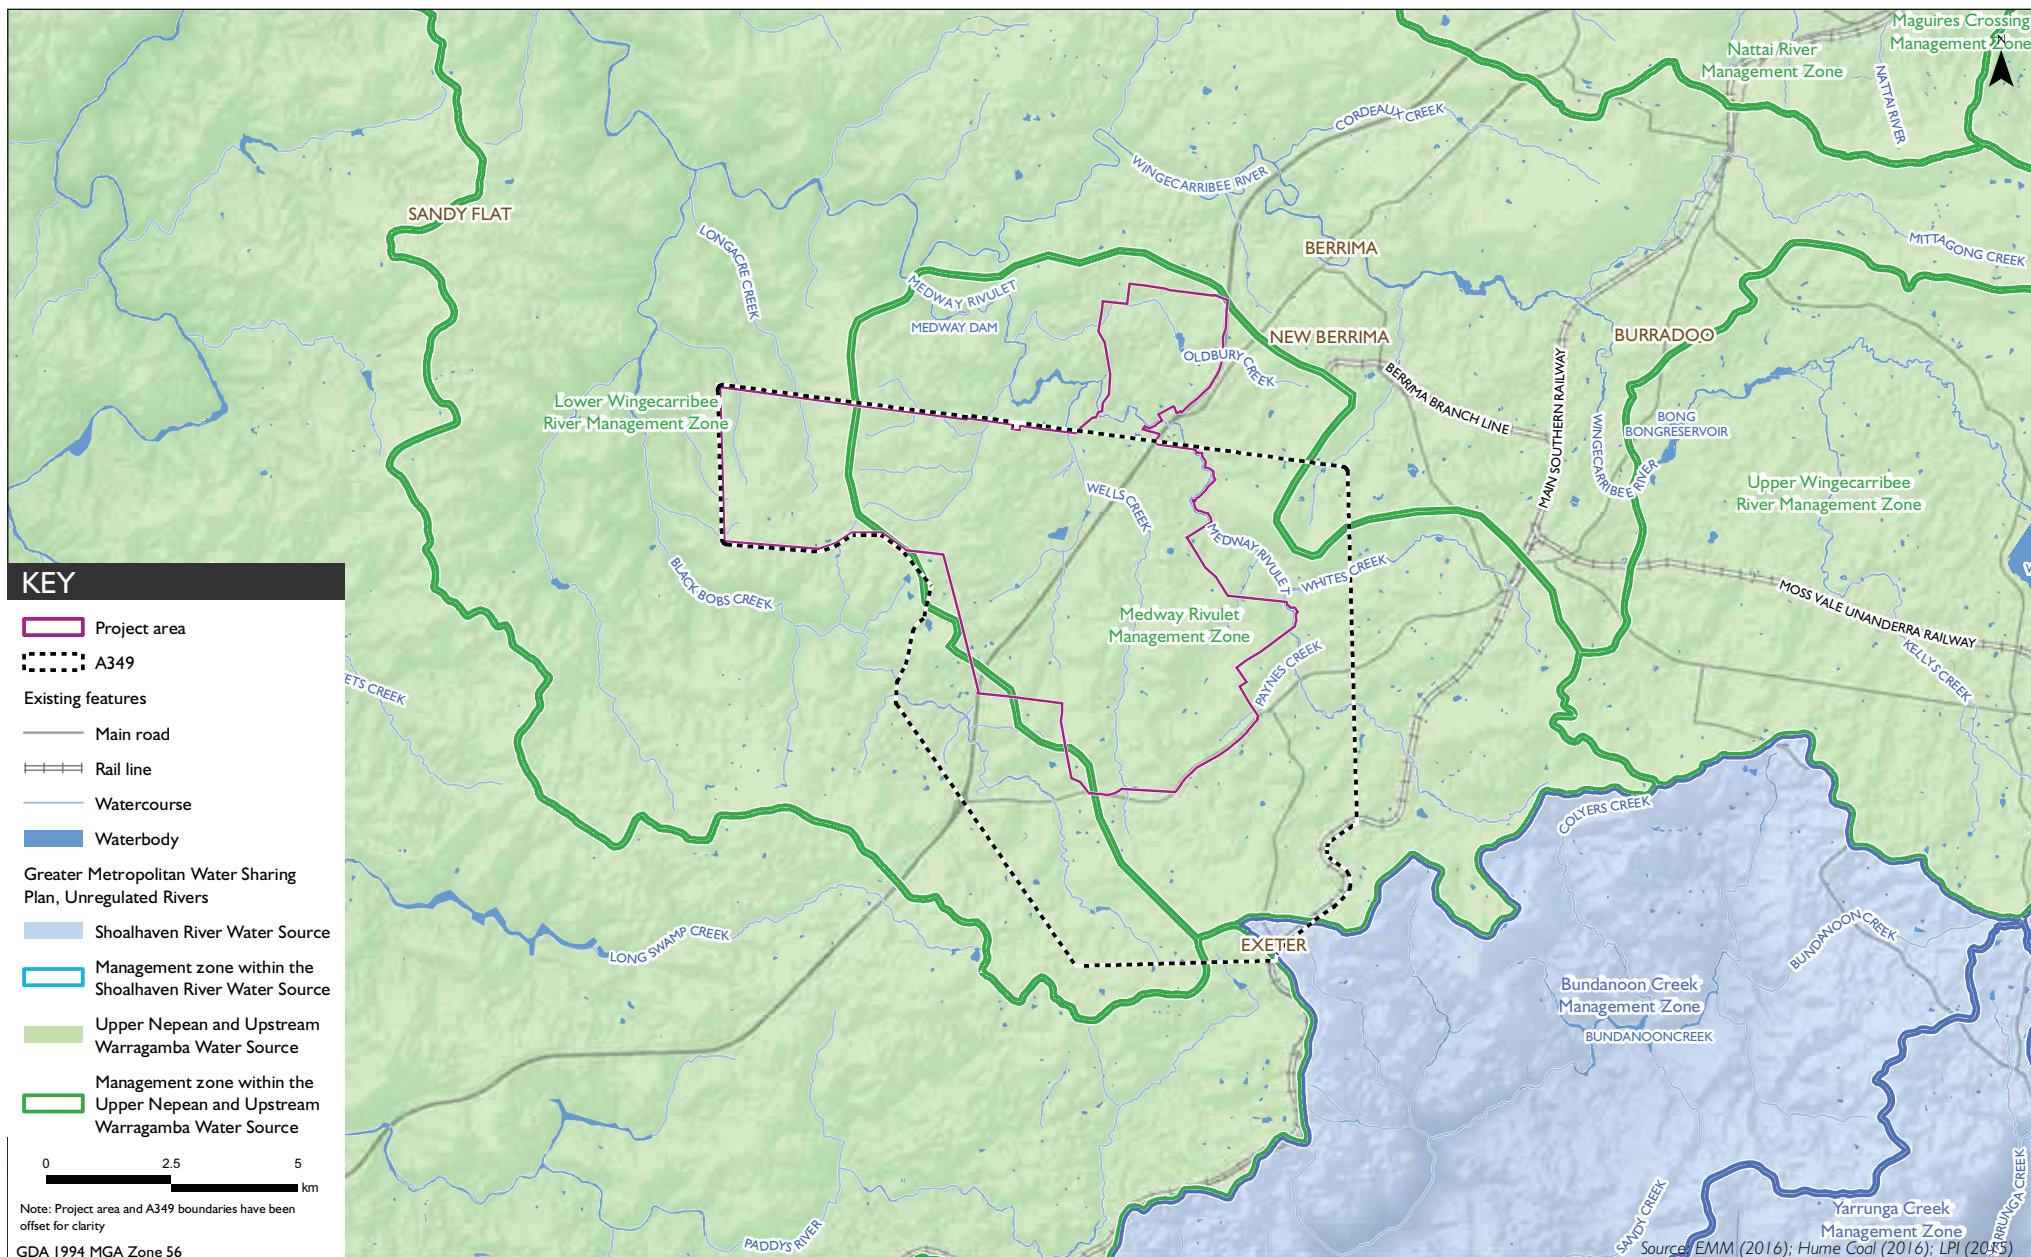 Maguires Crossing
Management Zone
N
Nattai River
Management Zone
NATTAI RIVER
CORDEAUX CREEK
WINGECARRIBEE RIVER
SANDY FLAT
LONGACRE CREEK
BERRIMA
MITTAGONG CREEK
MEDWAY RIVULET
MEDWAY DAM
NEW BERRIMA
BURRADOO
OLDBURY CREEK
BERRIMA BRANCH LINE
MAIN SOUTHERN RAILWAY
Lower Wingecarribee
River Management Zone
BONG
BONGRESERVOIR
WINGECARRIBEE RIVER
Upper Wingecarribee
River Management Zone
WELLS CREEK
MEDWAY RIVULET
WHITES CREEK
BLACK BOBS CREEK
Medway Rivulet
Management Zone
MOSS VALE UNANDERRA RAILWAY
KELLYS CREEK
PAYNES CREEK
ETS CREEK
COLYERS CREEK
LONG SWAMP CREEK
EXETER
BUNDANOON CREEK
Bundanoon Creek
Management Zone
BUNDANOONCREEK
PADDYS RIVER
SANDY CREEK
YARRUNGA CREEK
Yarrunga Creek
Management Zone
KEY
Project area
A349
Existing features
Main road
Rail line
Watercourse
Waterbody
Greater Metropolitan Water Sharing
Plan, Unregulated Rivers
Shoalhaven River Water Source
Management zone within the
Shoalhaven River Water Source
Upper Nepean and Upstream
Warragamba Water Source
Management zone within the
Upper Nepean and Upstream
Warragamba Water Source
0 2.5 5
km
Note: Project area and A349 boundaries have been
offset for clarity
GDA 1994 MGA Zone 56
Source: EMM (2016); Hume Coal (2016); LPI (2015)